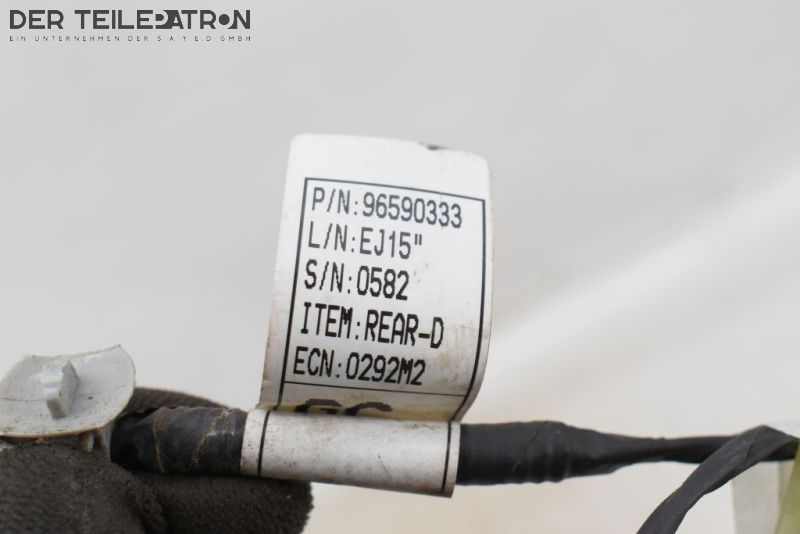 DER TEILEPATRON
EIN UNTERNEHMEN DER S A Y E.D GMBH
P/N:96590333
L/N:EJ15"
S/N:0582
ITEM:REAR-D
ECN:0292M2